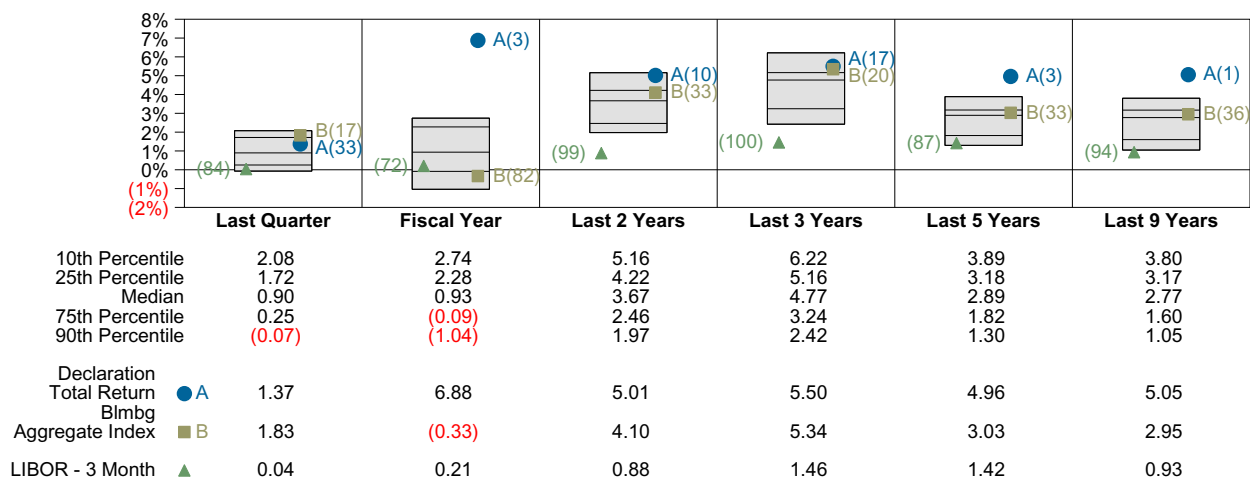 8%
7%
6%
5%
4%
3%
2%
1%
0%
(1%)
(2%)
(84)
B(17)
A(33)
(72)
A(3)
B(82)
(99)
A(10)
B(33)
(100)
A(17)
B(20)
(87)
A(3)
B(33)
(94)
A(1)
B(36)
Last Quarter Fiscal Year Last 2 Years Last 3 Years Last 5 Years Last 9 Years
10th Percentile 2.08 2.74 5.16 6.22 3.89 3.80
25th Percentile 1.72 2.28 4.22 5.16 3.18 3.17
Median 0.90 0.93 3.67 4.77 2.89 2.77
75th Percentile 0.25 (0.09) 2.46 3.24 1.82 1.60
90th Percentile (0.07) (1.04) 1.97 2.42 1.30 1.05
Declaration
Total Return A 1.37 6.88 5.01 5.50 4.96 5.05
Blmbg
Aggregate Index B 1.83 (0.33) 4.10 5.34 3.03 2.95
LIBOR - 3 Month 0.04 0.21 0.88 1.46 1.42 0.93